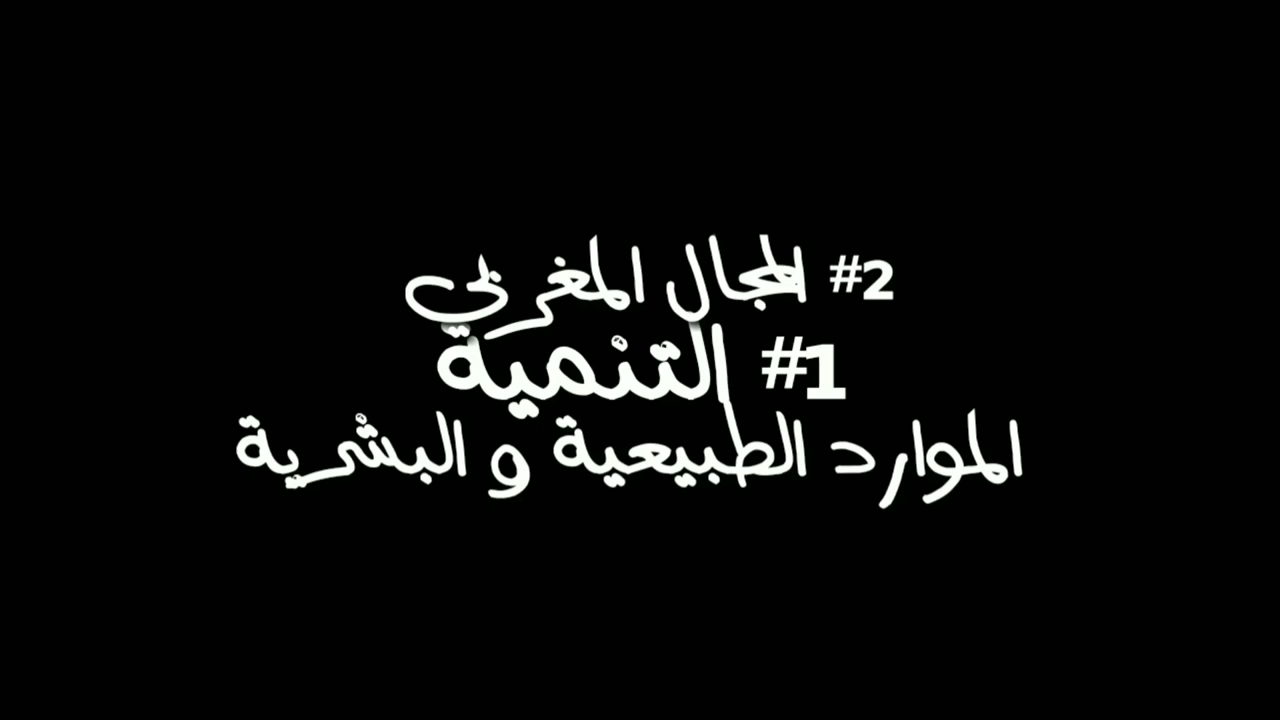 #2 المجال المغربي
#1 التنمية
الموارد الطبيعية و البشرية